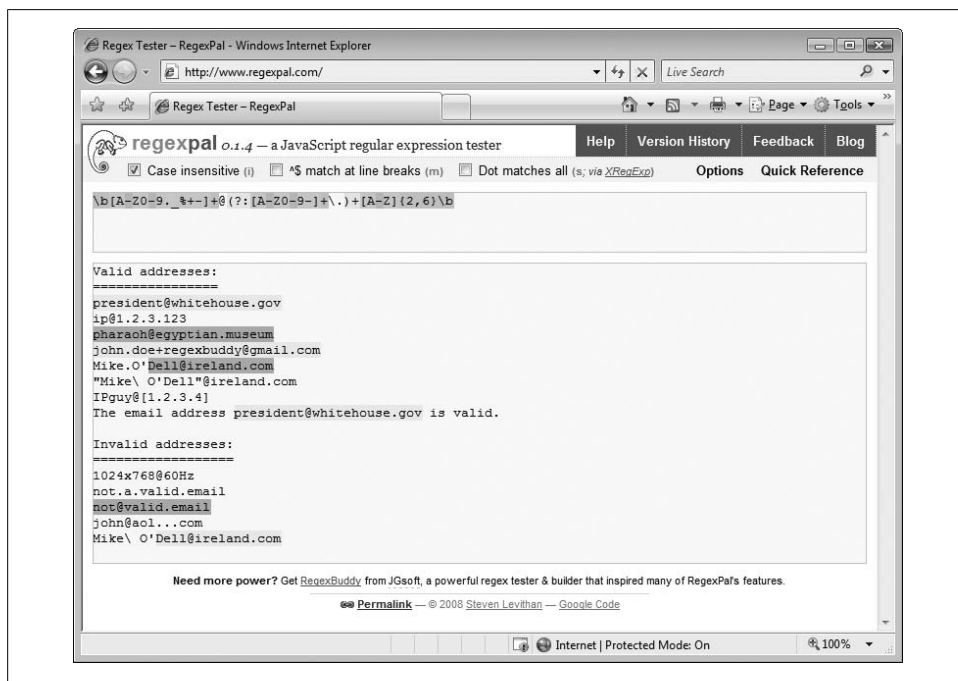 Regex Tester – RegexPal - Windows Internet Explorer
http://www.regexpal.com/
Live Search
Regex Tester – RegexPal
Page
Tools
»
regexpal 0.1.4 — a JavaScript regular expression tester
Help Version History Feedback Blog
Case insensitive (i) ^$ match at line breaks (m) Dot matches all (s; via XRegExp) Options Quick Reference
\b[A-Z0-9._%+-]+@(?:[A-Z0-9-]+\.)+[A-Z]{2,6}\b
Valid addresses:
================
president@whitehouse.gov
ip@1.2.3.123
pharaoh@egyptian.museum
john.doe+regexbuddy@gmail.com
Mike.O'Dell@ireland.com
"Mike\ O'Dell"@ireland.com
IPguy@[1.2.3.4]
The email address president@whitehouse.gov is valid.
Invalid addresses:
==================
1024x768@60Hz
not.a.valid.email
not@valid.email
john@aol...com
Mike\ O'Dell@ireland.com
Need more power? Get RegexBuddy from JGsoft, a powerful regex tester & builder that inspired many of RegexPal's features.
Permalink — © 2008 Steven Levithan — Google Code
Internet | Protected Mode: On
100%